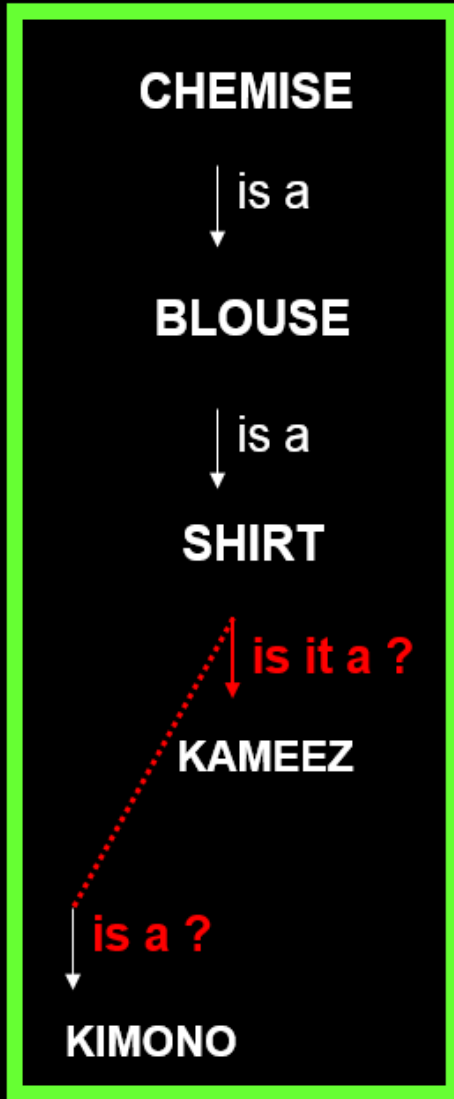 CHEMISE
is a
BLOUSE
is a
SHIRT
is it a ?
KAMEEZ
is a ?
KIMONO